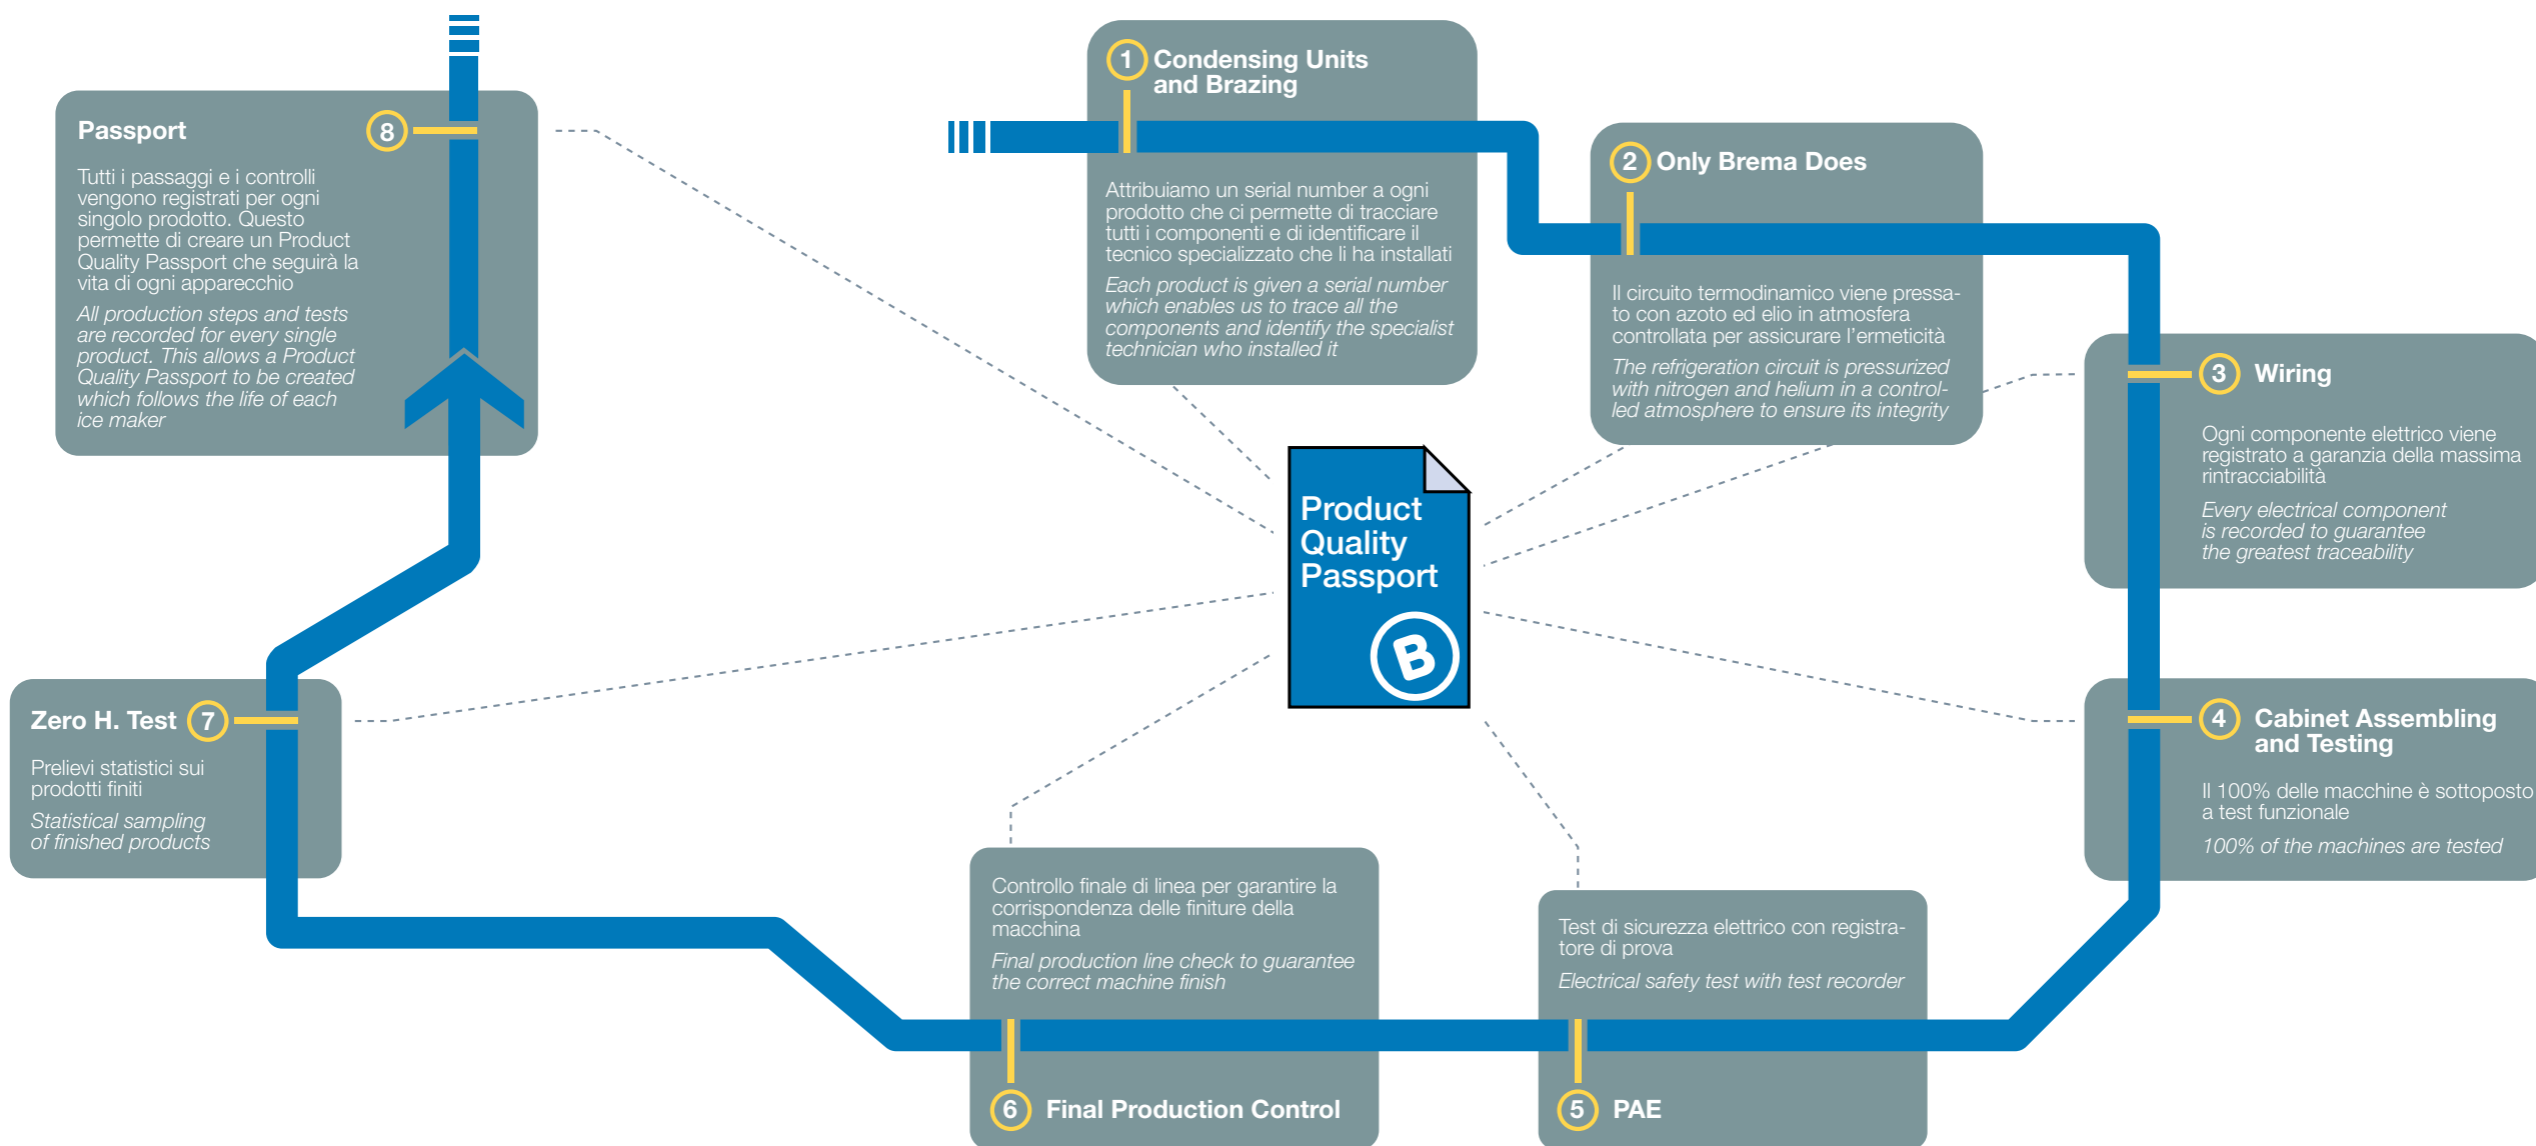 1 Condensing Units
and Brazing
Attribuiamo un serial number a ogni
prodotto che ci permette di tracciare
tutti i componenti e di identificare il
tecnico specializzato che li ha installati
Each product is given a serial number
which enables us to trace all the
components and identify the specialist
technician who installed it
2 Only Brema Does
Il circuito termodinamico viene pressa-
to con azoto ed elio in atmosfera
controllata per assicurare l'ermeticità
The refrigeration circuit is pressurized
with nitrogen and helium in a control-
led atmosphere to ensure its integrity
3 Wiring
Ogni componente elettrico viene
registrato a garanzia della massima
rintracciabilità
Every electrical component
is recorded to guarantee
the greatest traceability
4 Cabinet Assembling
and Testing
Il 100% delle macchine è sottoposto
a test funzionale
100% of the machines are tested
Test di sicurezza elettrico con registra-
tore di prova
Electrical safety test with test recorder
5 PAE
Controllo finale di linea per garantire la
corrispondenza delle finiture della
macchina
Final production line check to guarantee
the correct machine finish
6 Final Production Control
Zero H. Test 7
Prelievi statistici sui
prodotti finiti
Statistical sampling
of finished products
Passport 8
Tutti i passaggi e i controlli
vengono registrati per ogni
singolo prodotto. Questo
permette di creare un Product
Quality Passport che seguirà la
vita di ogni apparecchio
All production steps and tests
are recorded for every single
product. This allows a Product
Quality Passport to be created
which follows the life of each
ice maker
Product
Quality
Passport
B